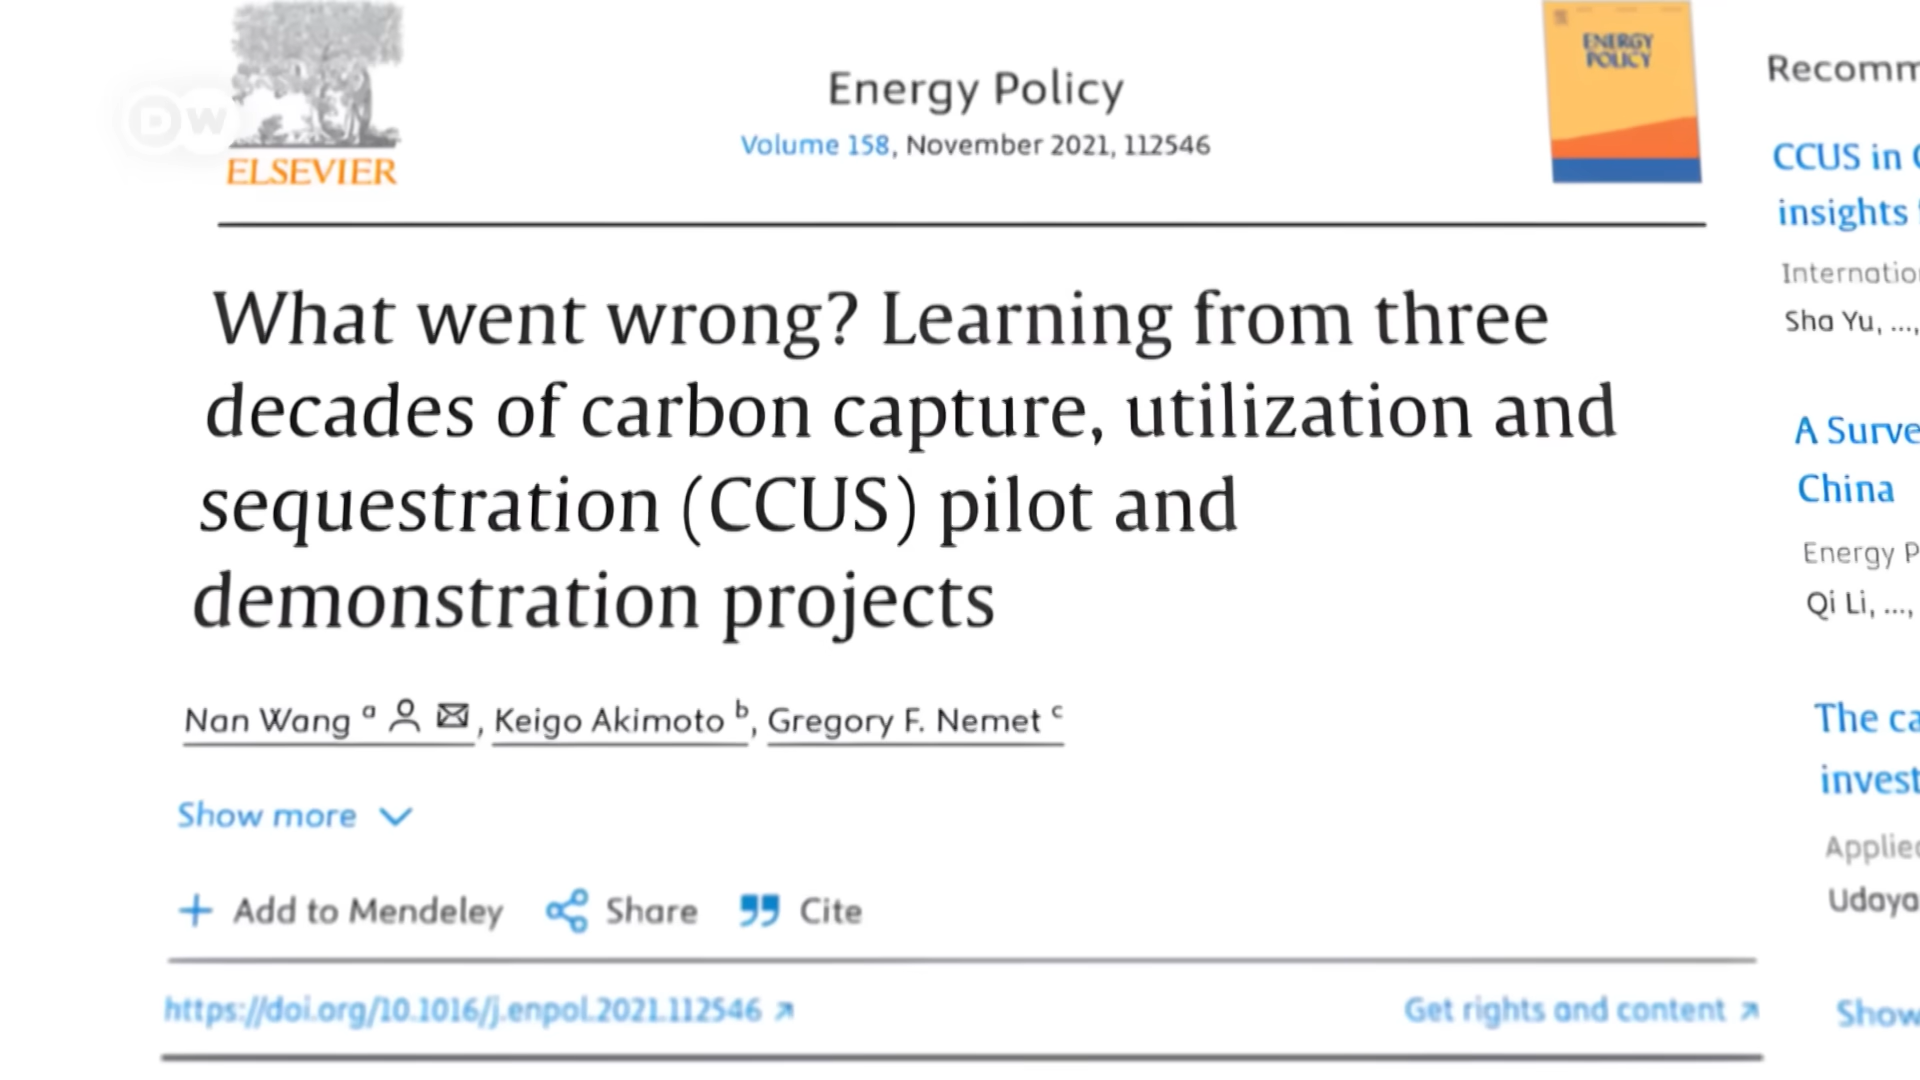 DW
ELSEVIER
Energy Policy
Volume 158, November 2021, 112546
ENERGY
POLICY
What went wrong? Learning from three
decades of carbon capture, utilization and
sequestration (CCUS) pilot and
demonstration projects
Nan Wang a, Keigo Akimoto b, Gregory F. Nemet c
Show more
Add to Mendeley Share Cite
https://doi.org/10.1016/j.enpol.2021.112546
Get rights and content
Recomm
CCUS in C
insights
Internatio
Sha Yu, ...,
A Surve
China
Energy P
Qi Li, ...,
The ca
invest
Applied
Udaya
Show